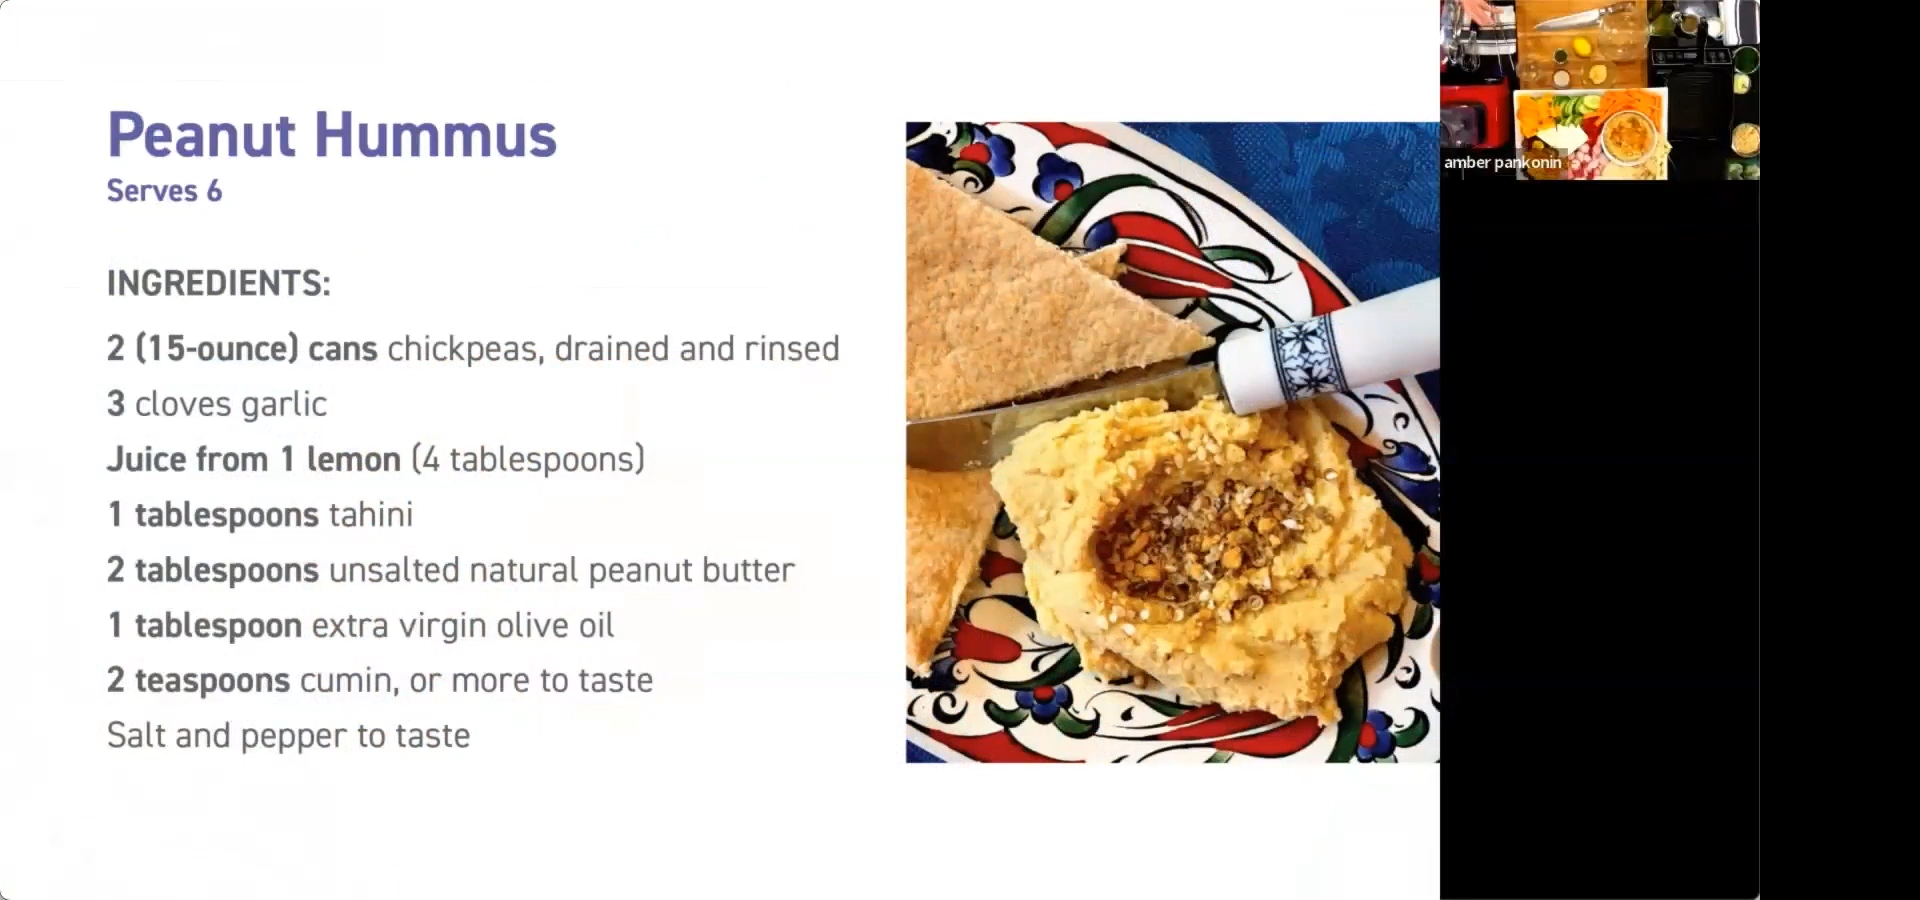 Peanut Hummus
Serves 6
INGREDIENTS:
2 (15-ounce) cans chickpeas, drained and rinsed
3 cloves garlic
Juice from 1 lemon (4 tablespoons)
1 tablespoons tahini
2 tablespoons unsalted natural peanut butter
1 tablespoon extra virgin olive oil
2 teaspoons cumin, or more to taste
Salt and pepper to taste
amber pankonin